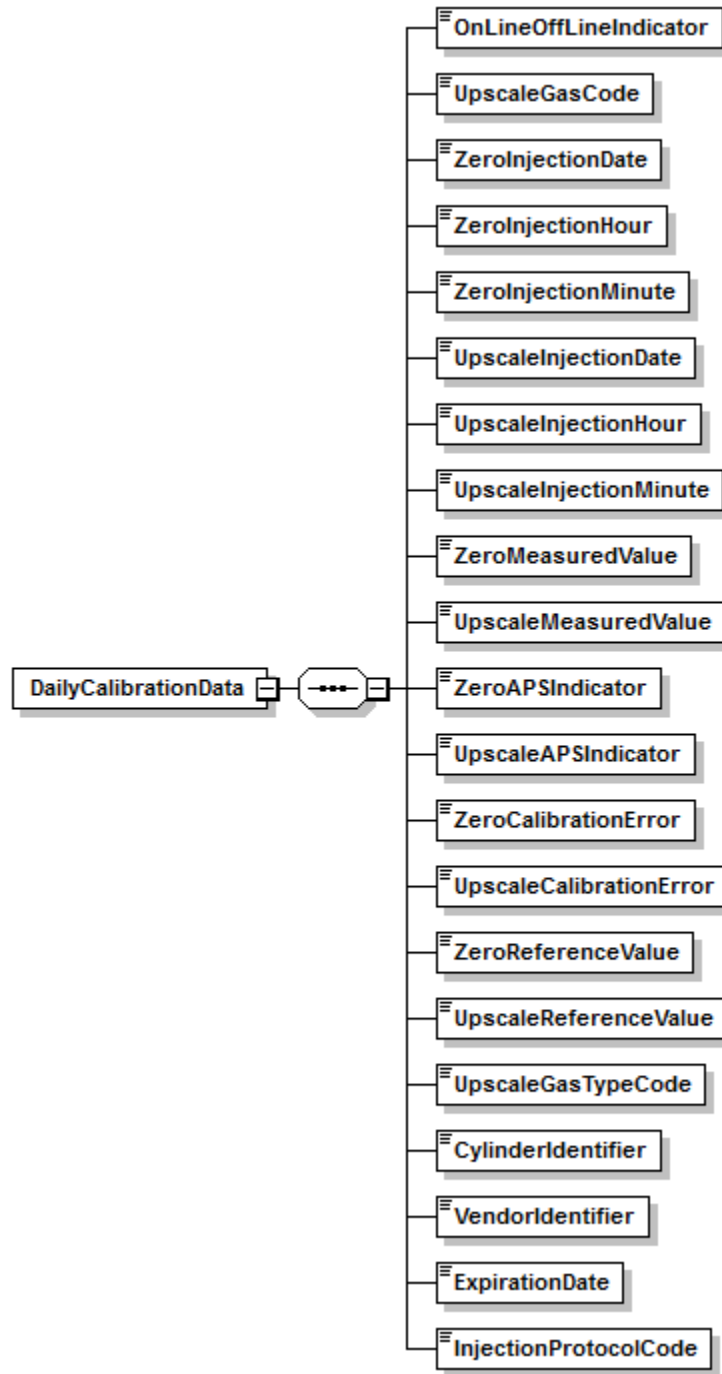 OnLineOffLineIndicator
UpscaleGasCode
ZeroInjectionDate
ZeroInjectionHour
ZeroInjectionMinute
UpscaleInjectionDate
UpscaleInjectionHour
UpscaleInjectionMinute
ZeroMeasuredValue
UpscaleMeasuredValue
DailyCalibrationData
ZeroAPSIndicator
UpscaleAPSIndicator
ZeroCalibrationError
UpscaleCalibrationError
ZeroReferenceValue
UpscaleReferenceValue
UpscaleGasTypeCode
CylinderIdentifier
VendorIdentifier
ExpirationDate
InjectionProtocolCode